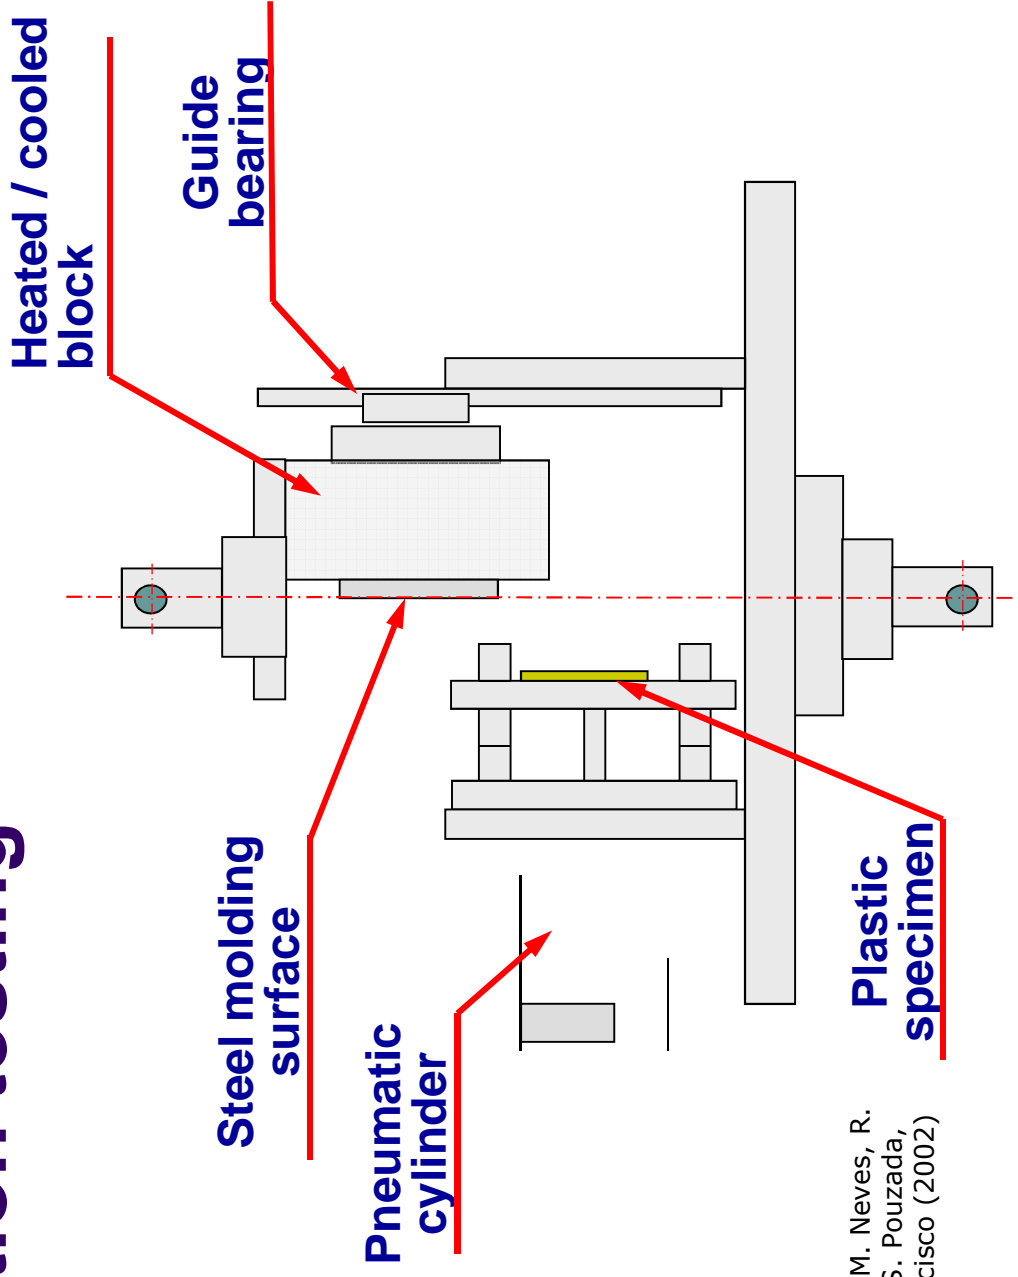 Heated / cooled
block
Guide
bearing
Steel molding
surface
Pneumatic
cylinder
Plastic
specimen
M. Neves, R.
S. Pouzada,
cisco (2002)